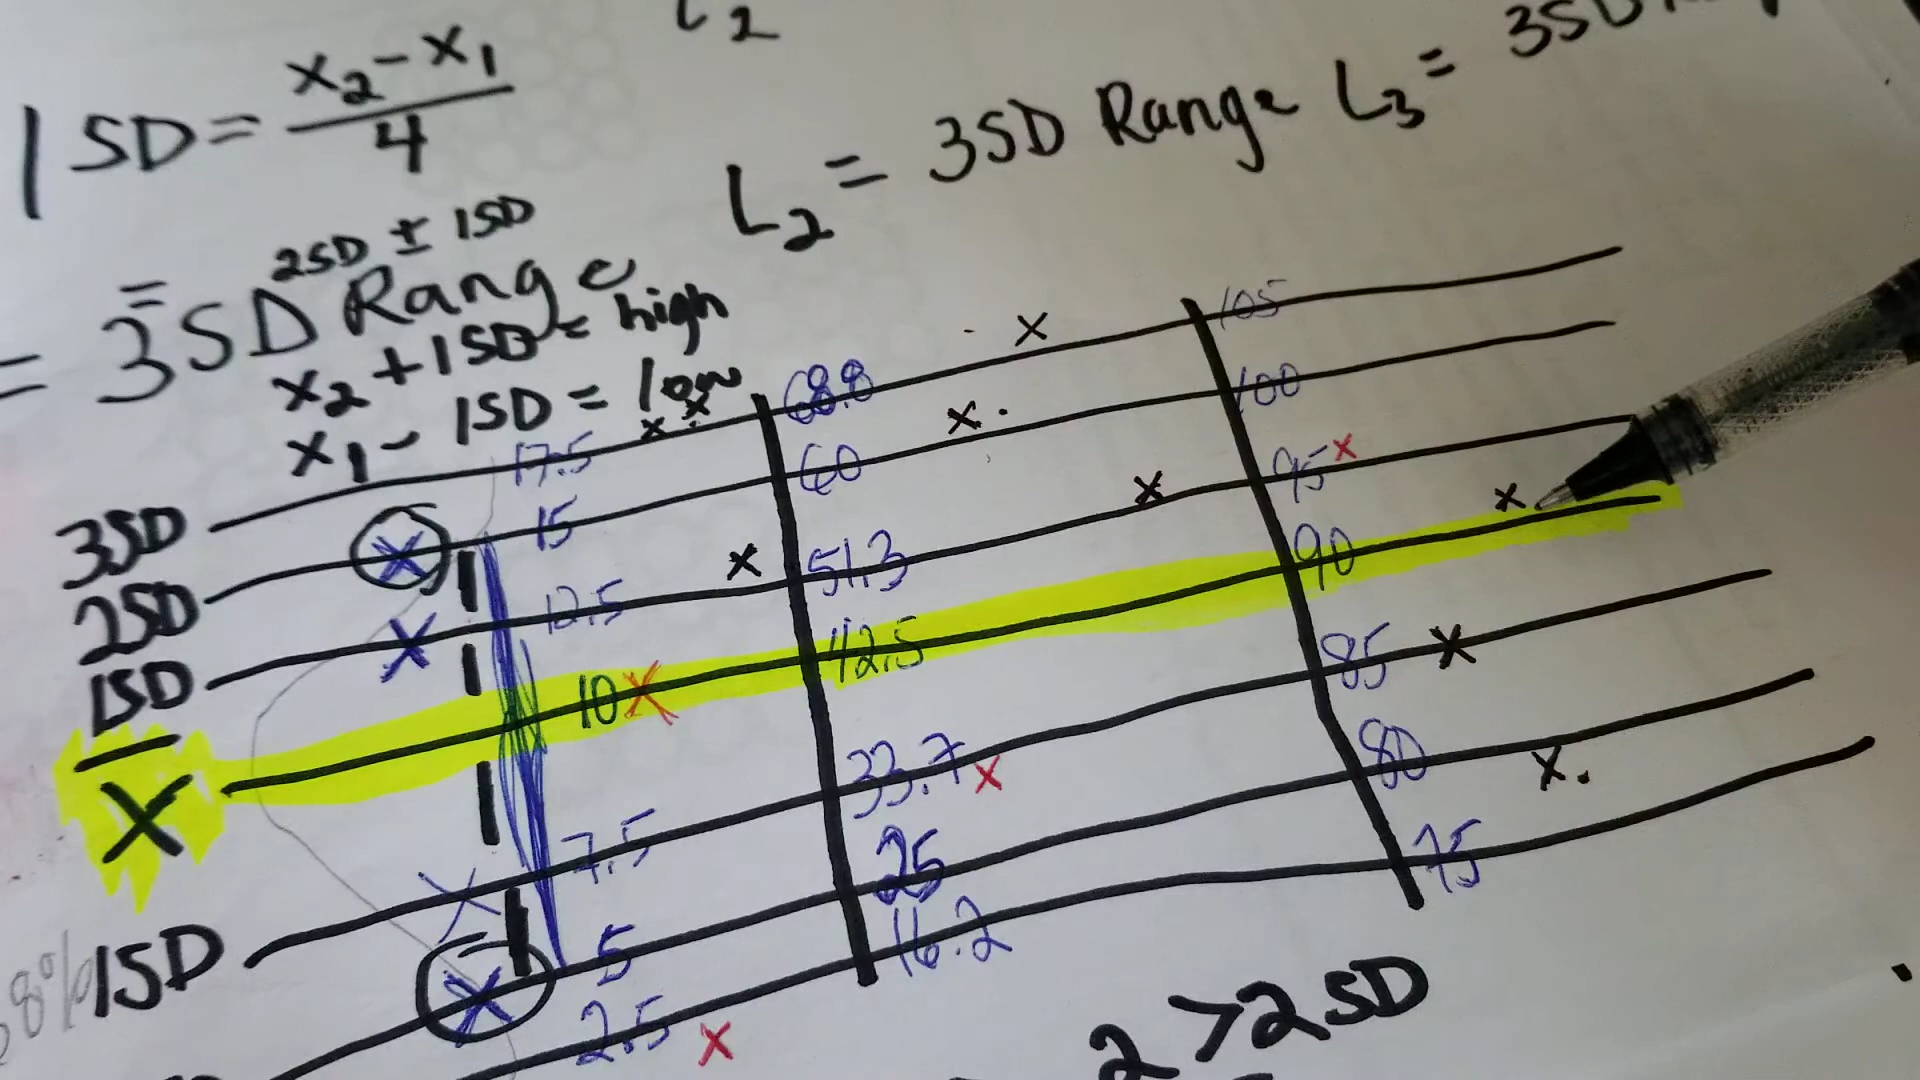 L2
1SD = x2 - x1 / 4
L2 = 3SD Range L3 = 3SD
2SD ± 1SD
= 3SD Range
x2 + 1SD = high
x1 - 1SD = low
3SD 17.5 68.8 105
2SD 15 60 100
1SD 12.5 51.3 95
X 10 42.5 90
1SD 7.5 33.7 85
5 25 80
2.5 16.2 75
8%
2 >2SD